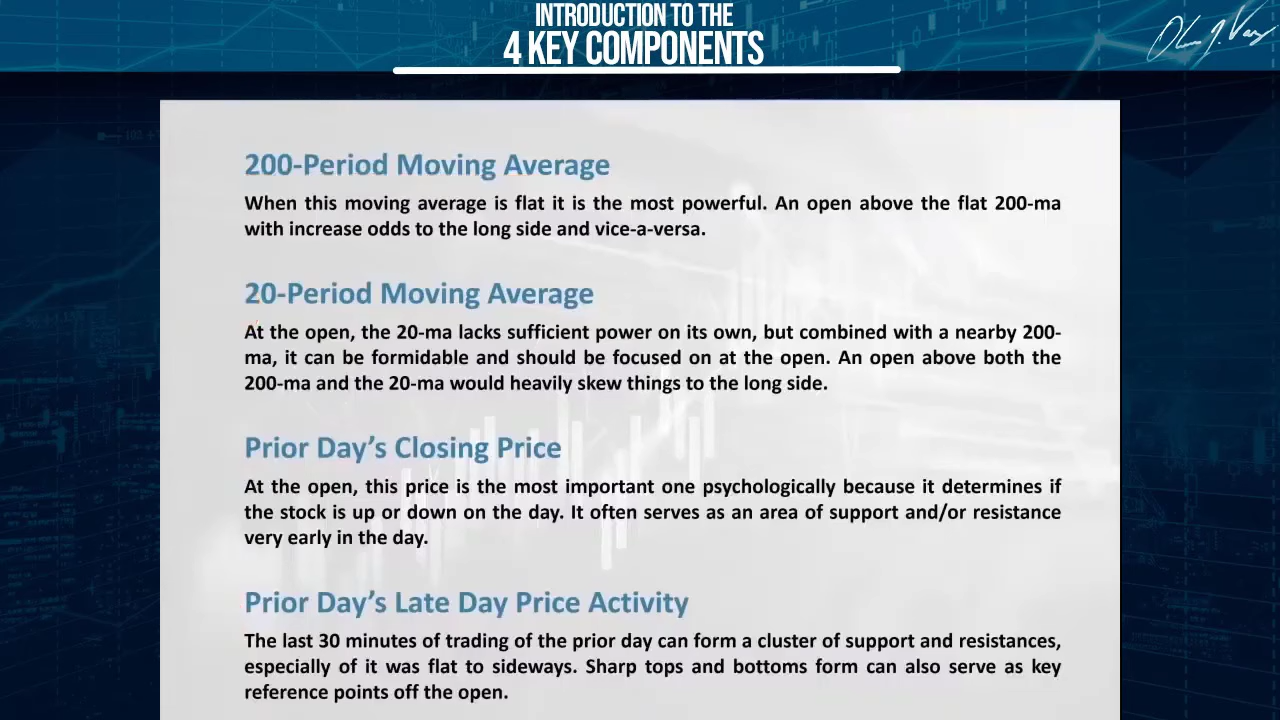 INTRODUCTION TO THE
4 KEY COMPONENTS
200-Period Moving Average
When this moving average is flat it is the most powerful. An open above the flat 200-ma
with increase odds to the long side and vice-a-versa.
20-Period Moving Average
At the open, the 20-ma lacks sufficient power on its own, but combined with a nearby 200-
ma, it can be formidable and should be focused on at the open. An open above both the
200-ma and the 20-ma would heavily skew things to the long side.
Prior Day’s Closing Price
At the open, this price is the most important one psychologically because it determines if
the stock is up or down on the day. It often serves as an area of support and/or resistance
very early in the day.
Prior Day’s Late Day Price Activity
The last 30 minutes of trading of the prior day can form a cluster of support and resistances,
especially of it was flat to sideways. Sharp tops and bottoms form can also serve as key
reference points off the open.